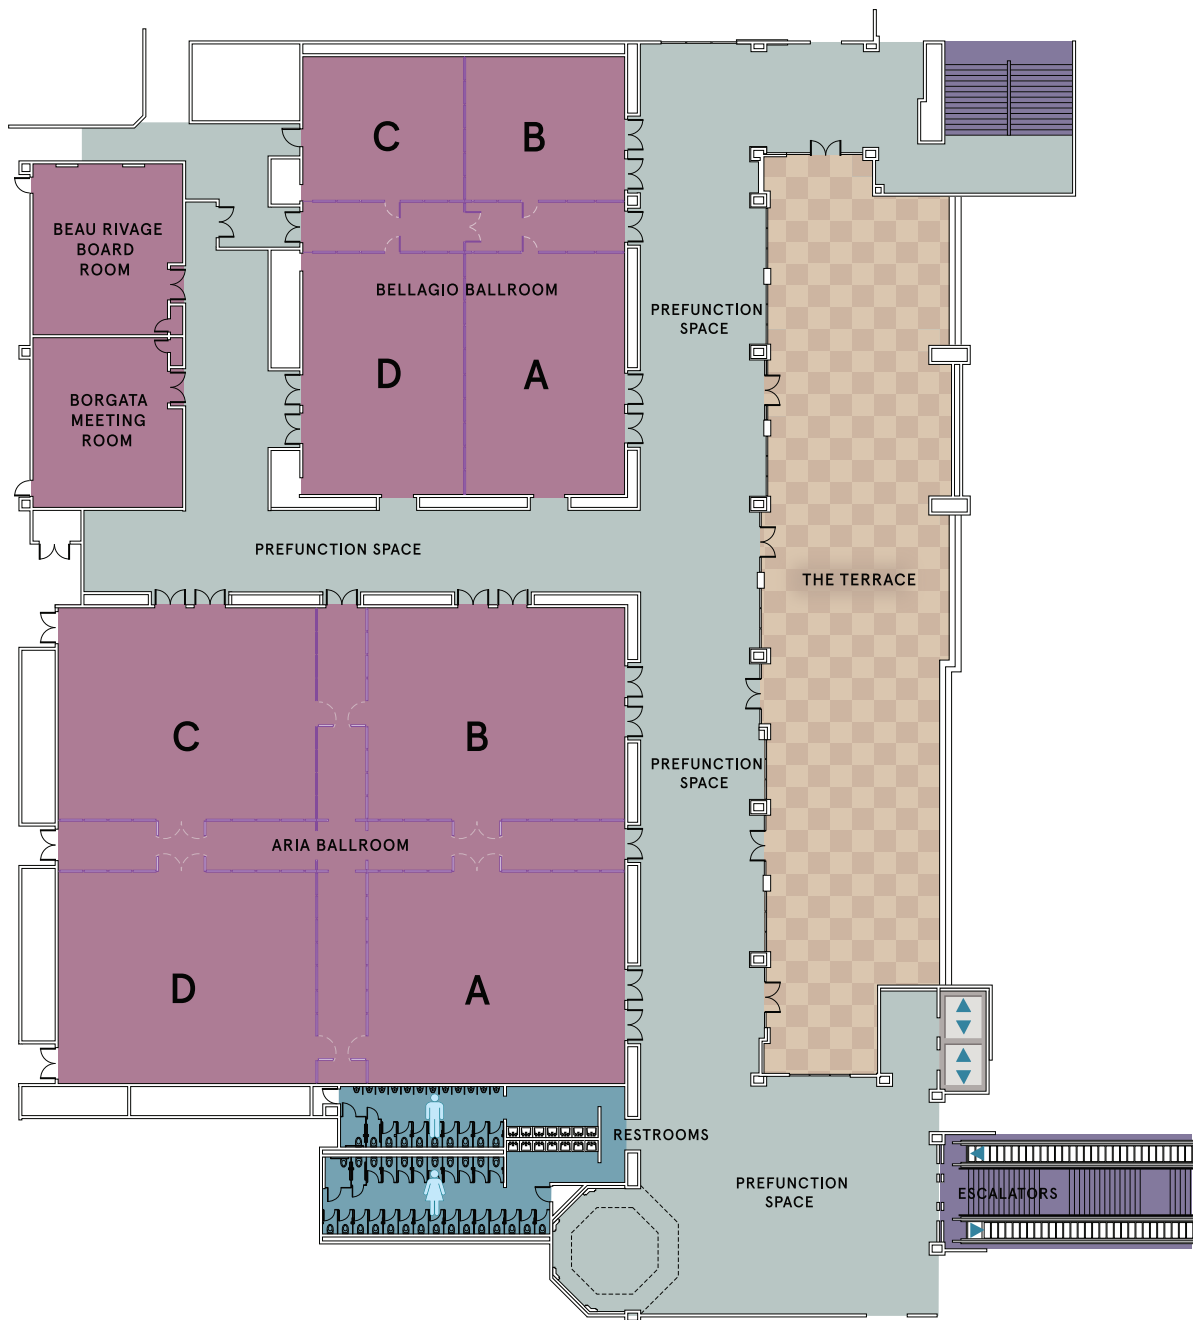 C
B
BEAU RIVAGE
BOARD
ROOM
BELLAGIO BALLROOM
PREFUNCTION
SPACE
D
A
BORGATA
MEETING
ROOM
PREFUNCTION SPACE
THE TERRACE
C
B
PREFUNCTION
SPACE
ARIA BALLROOM
D
A
RESTROOMS
PREFUNCTION
SPACE
ESCALATORS